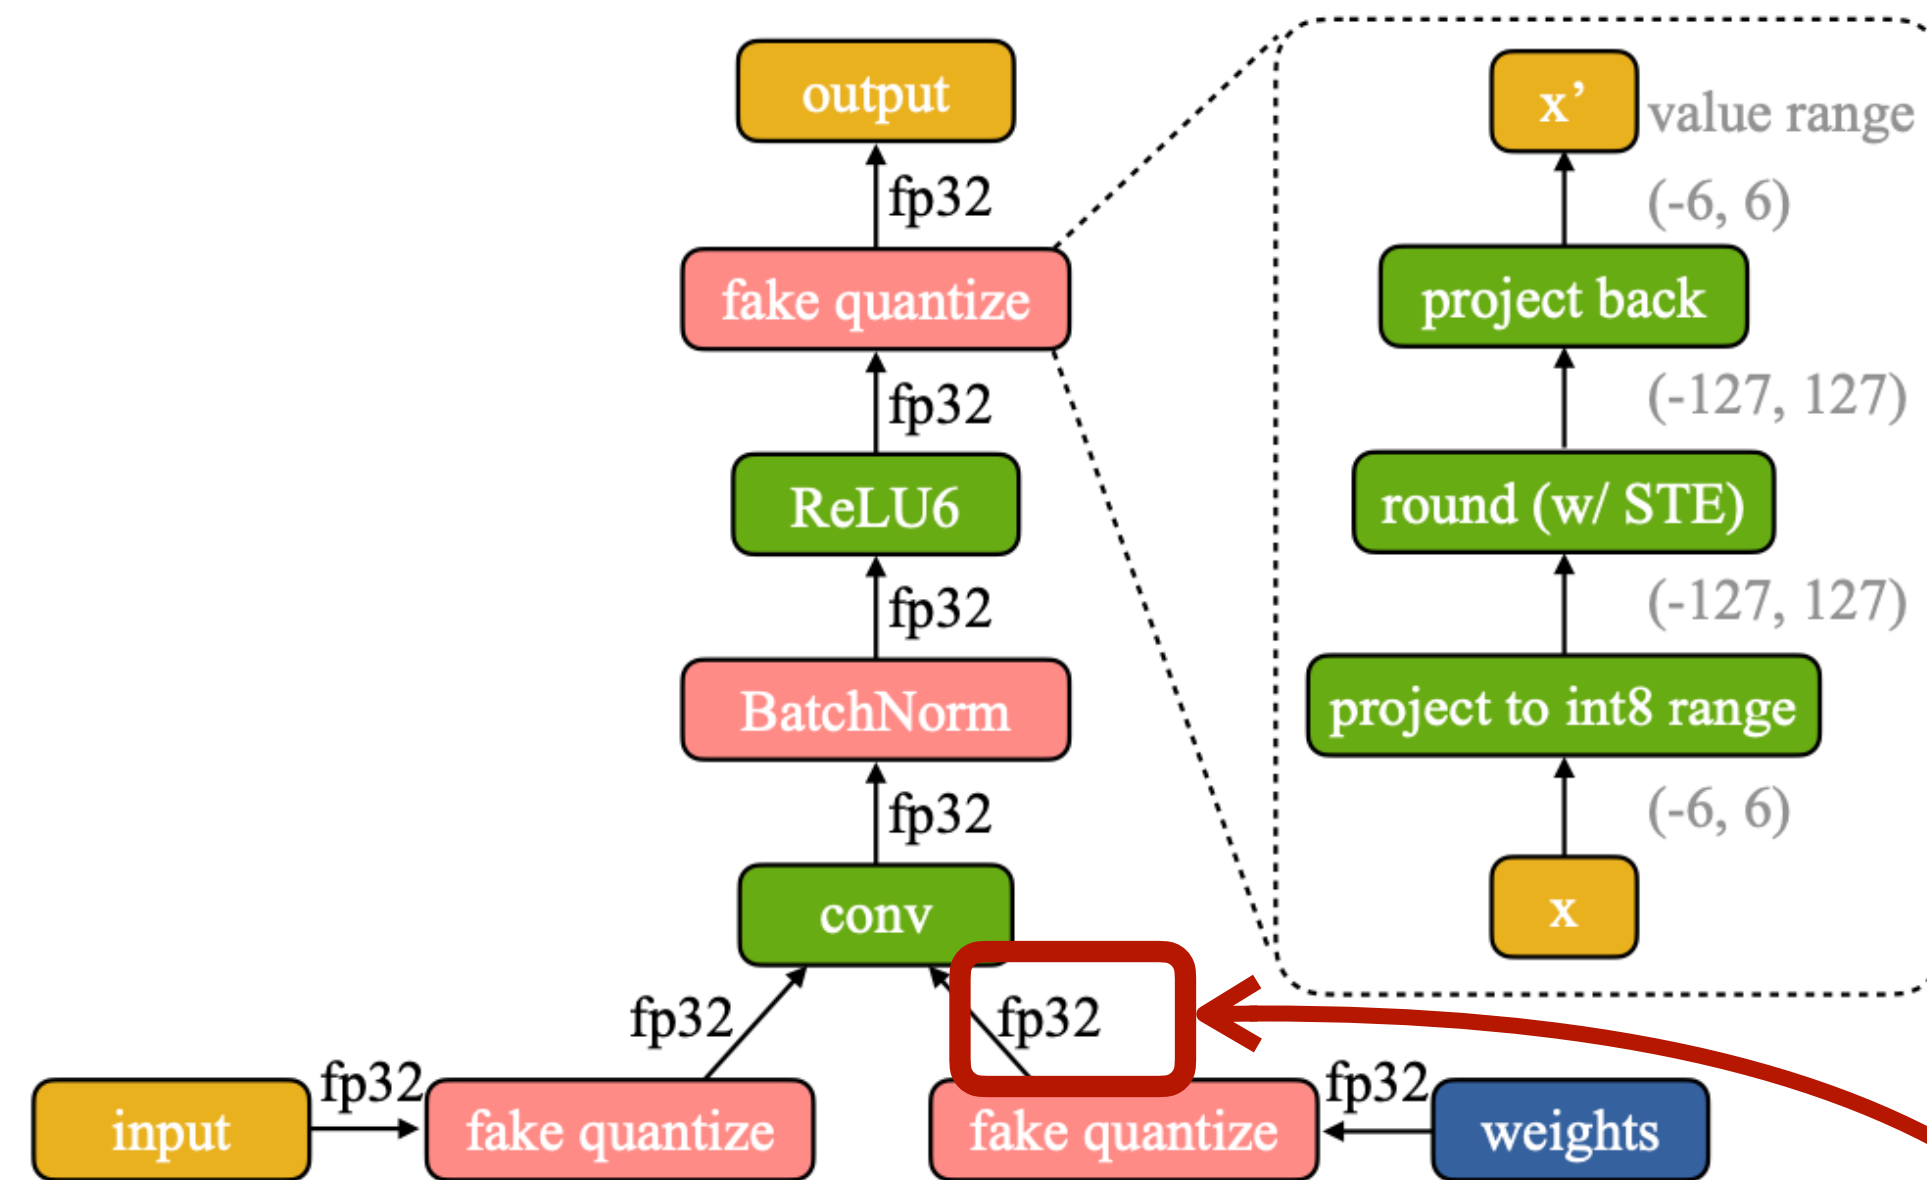 output
fp32
fake quantize
fp32
ReLU6
fp32
BatchNorm
fp32
conv
fp32
fp32
input
fp32
fake quantize
fake quantize
fp32
weights
x’
value range
(-6, 6)
project back
(-127, 127)
round (w/ STE)
(-127, 127)
project to int8 range
(-6, 6)
x